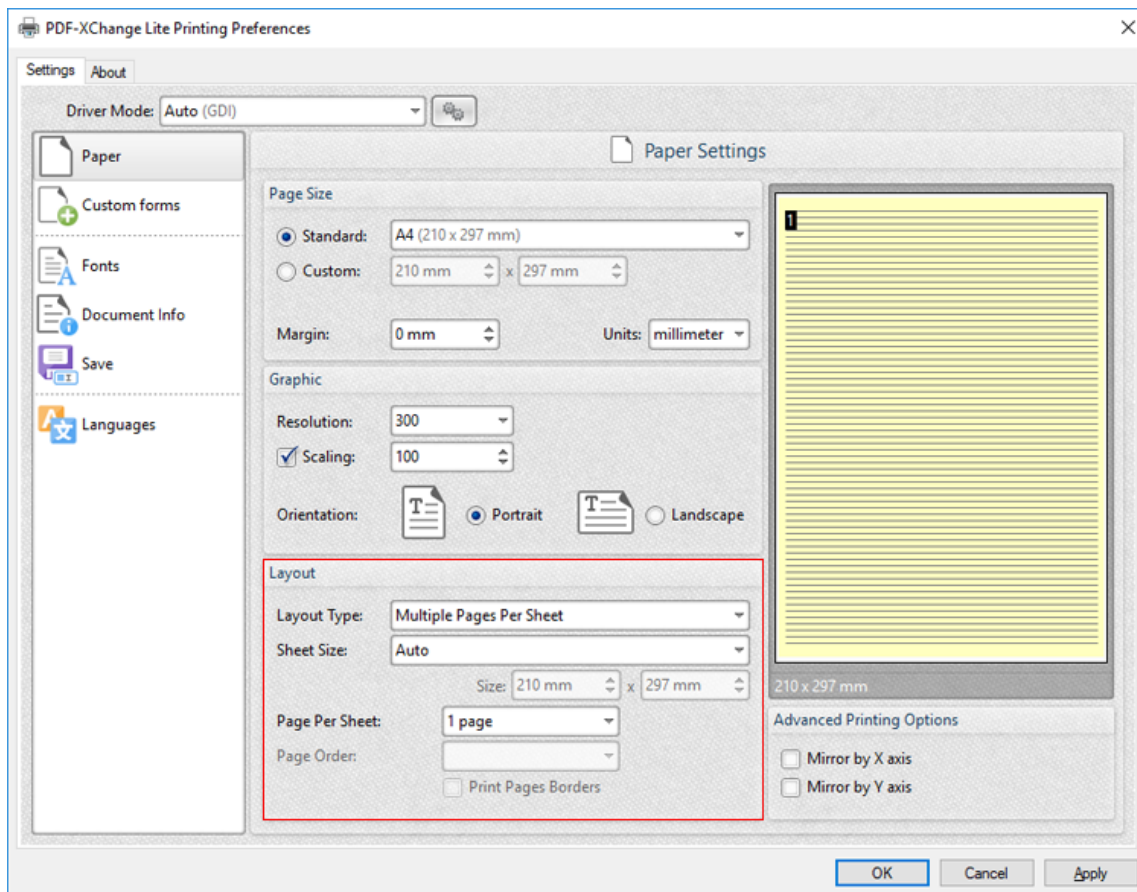 PDF-XChange Lite Printing Preferences
Settings
About
Driver Mode:
Auto (GDI)
Paper
Custom forms
Fonts
Document Info
Save
Languages
Paper Settings
Page Size
Standard:
A4 (210 x 297 mm)
Custom:
210 mm x 297 mm
Margin:
0 mm
Units:
millimeter
Graphic
Resolution:
300
Scaling:
100
Orientation:
T
Portrait
T
Landscape
Layout
Layout Type:
Multiple Pages Per Sheet
Sheet Size:
Auto
Size: 210 mm x 297 mm
Page Per Sheet:
1 page
Page Order:
Print Pages Borders
1
210 x 297 mm
Advanced Printing Options
Mirror by X axis
Mirror by Y axis
OK
Cancel
Apply